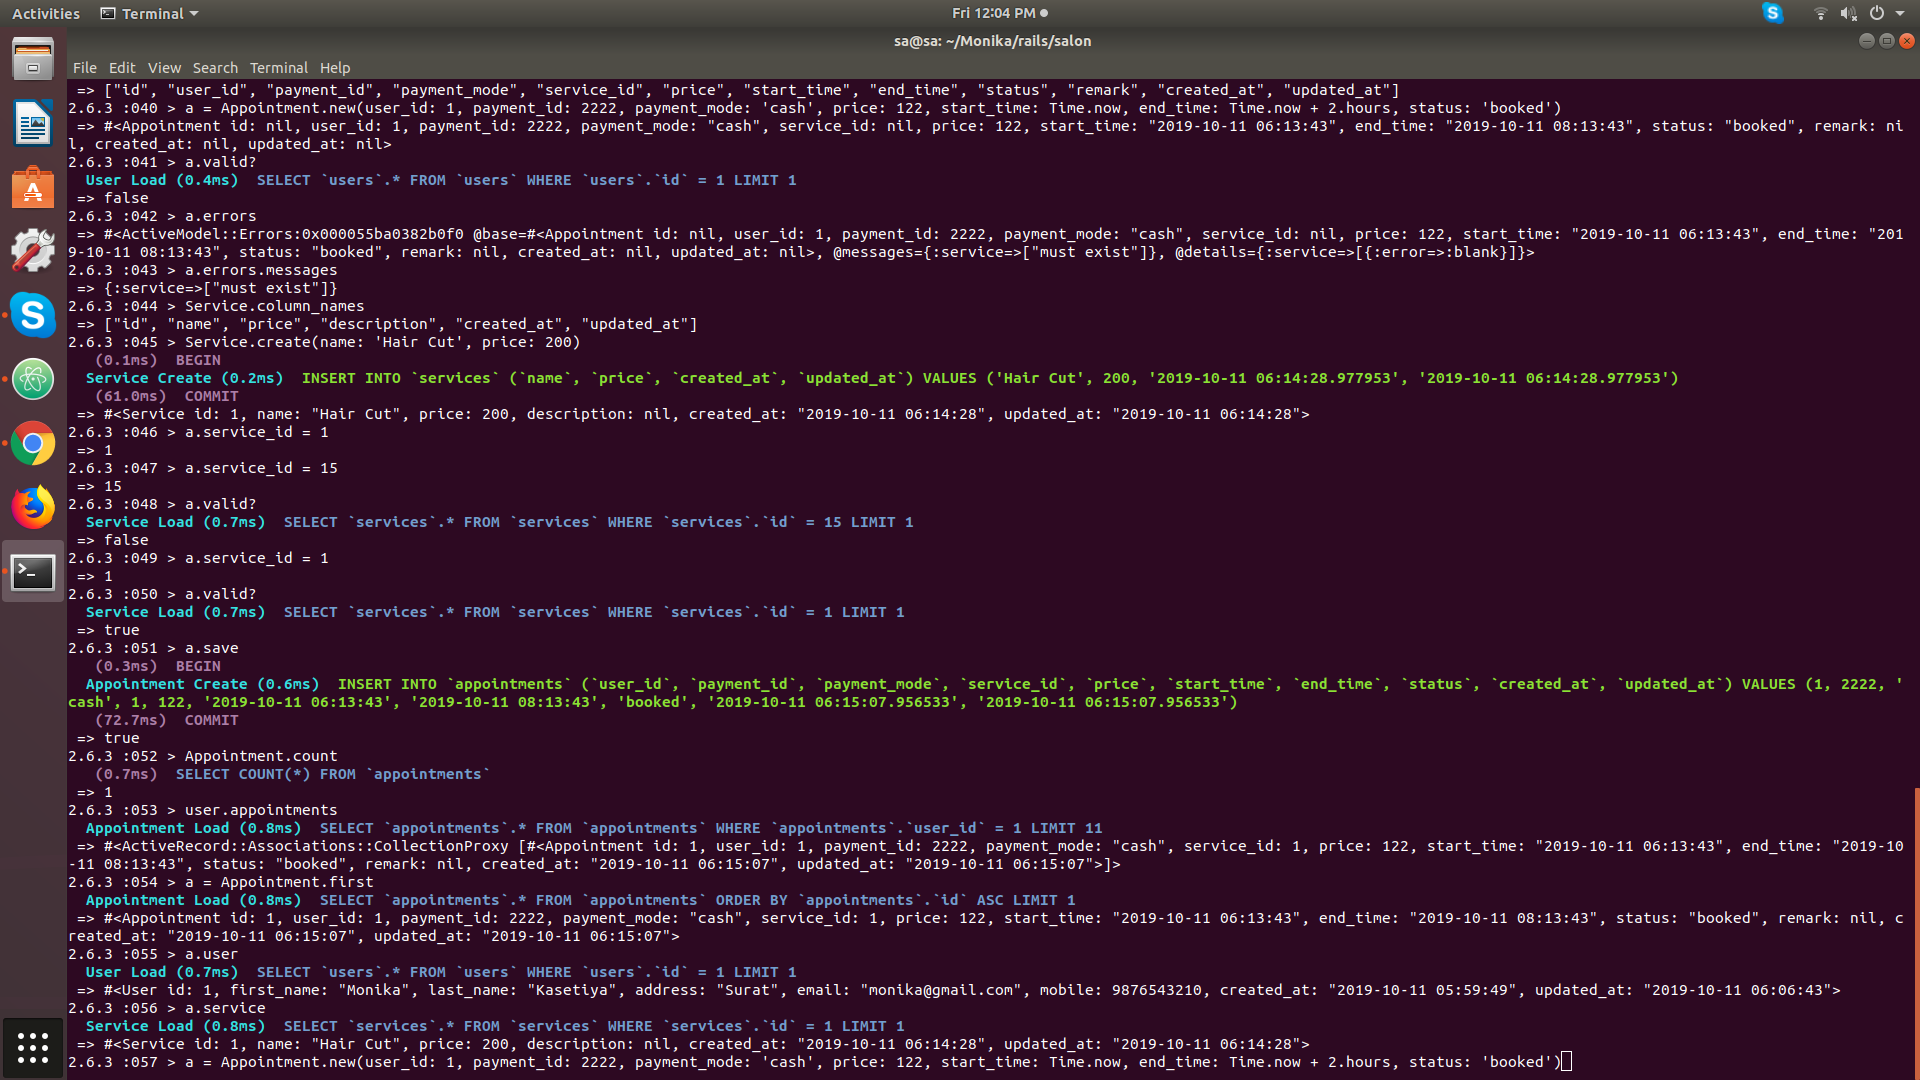 Activities
Terminal
Fri 12:04 PM
sa@sa: ~/Monika/rails/salon
File Edit View Search Terminal Help
=> ["id", "user_id", "payment_id", "payment_mode", "service_id", "price", "start_time", "end_time", "status", "remark", "created_at", "updated_at"]
2.6.3 :040 > a = Appointment.new(user_id: 1, payment_id: 2222, payment_mode: 'cash', price: 122, start_time: Time.now, end_time: Time.now + 2.hours, status: 'booked')
=> #<Appointment id: nil, user_id: 1, payment_id: 2222, payment_mode: "cash", service_id: nil, price: 122, start_time: "2019-10-11 06:13:43", end_time: "2019-10-11 08:13:43", status: "booked", remark: ni
l, created_at: nil, updated_at: nil>
2.6.3 :041 > a.valid?
User Load (0.4ms)  SELECT `users`.* FROM `users` WHERE `users`.`id` = 1 LIMIT 1
=> false
2.6.3 :042 > a.errors
=> #<ActiveModel::Errors:0x000055ba0382b0f0 @base=#<Appointment id: nil, user_id: 1, payment_id: 2222, payment_mode: "cash", service_id: nil, price: 122, start_time: "2019-10-11 06:13:43", end_time: "201
9-10-11 08:13:43", status: "booked", remark: nil, created_at: nil, updated_at: nil>, @messages={:service=>["must exist"]}, @details={:service=>[{:error=>:blank}]}>
2.6.3 :043 > a.errors.messages
=> {:service=>["must exist"]}
2.6.3 :044 > Service.column_names
=> ["id", "name", "price", "description", "created_at", "updated_at"]
2.6.3 :045 > Service.create(name: 'Hair Cut', price: 200)
(0.1ms)  BEGIN
Service Create (0.2ms)  INSERT INTO `services` (`name`, `price`, `created_at`, `updated_at`) VALUES ('Hair Cut', 200, '2019-10-11 06:14:28.977953', '2019-10-11 06:14:28.977953')
(61.0ms)  COMMIT
=> #<Service id: 1, name: "Hair Cut", price: 200, description: nil, created_at: "2019-10-11 06:14:28", updated_at: "2019-10-11 06:14:28">
2.6.3 :046 > a.service_id = 1
=> 1
2.6.3 :047 > a.service_id = 15
=> 15
2.6.3 :048 > a.valid?
Service Load (0.7ms)  SELECT `services`.* FROM `services` WHERE `services`.`id` = 15 LIMIT 1
=> false
2.6.3 :049 > a.service_id = 1
=> 1
2.6.3 :050 > a.valid?
Service Load (0.7ms)  SELECT `services`.* FROM `services` WHERE `services`.`id` = 1 LIMIT 1
=> true
2.6.3 :051 > a.save
(0.3ms)  BEGIN
Appointment Create (0.6ms)  INSERT INTO `appointments` (`user_id`, `payment_id`, `payment_mode`, `service_id`, `price`, `start_time`, `end_time`, `status`, `created_at`, `updated_at`) VALUES (1, 2222, '
cash', 1, 122, '2019-10-11 06:13:43', '2019-10-11 08:13:43', 'booked', '2019-10-11 06:15:07.956533', '2019-10-11 06:15:07.956533')
(72.7ms)  COMMIT
=> true
2.6.3 :052 > Appointment.count
(0.7ms)  SELECT COUNT(*) FROM `appointments`
=> 1
2.6.3 :053 > user.appointments
Appointment Load (0.8ms)  SELECT `appointments`.* FROM `appointments` WHERE `appointments`.`user_id` = 1 LIMIT 11
=> #<ActiveRecord::Associations::CollectionProxy [#<Appointment id: 1, user_id: 1, payment_id: 2222, payment_mode: "cash", service_id: 1, price: 122, start_time: "2019-10-11 06:13:43", end_time: "2019-10
-11 08:13:43", status: "booked", remark: nil, created_at: "2019-10-11 06:15:07", updated_at: "2019-10-11 06:15:07">]>
2.6.3 :054 > a = Appointment.first
Appointment Load (0.8ms)  SELECT `appointments`.* FROM `appointments` ORDER BY `appointments`.`id` ASC LIMIT 1
=> #<Appointment id: 1, user_id: 1, payment_id: 2222, payment_mode: "cash", service_id: 1, price: 122, start_time: "2019-10-11 06:13:43", end_time: "2019-10-11 08:13:43", status: "booked", remark: nil, c
reated_at: "2019-10-11 06:15:07", updated_at: "2019-10-11 06:15:07">
2.6.3 :055 > a.user
User Load (0.7ms)  SELECT `users`.* FROM `users` WHERE `users`.`id` = 1 LIMIT 1
=> #<User id: 1, first_name: "Monika", last_name: "Kasetiya", address: "Surat", email: "monika@gmail.com", mobile: 9876543210, created_at: "2019-10-11 05:59:49", updated_at: "2019-10-11 06:06:43">
2.6.3 :056 > a.service
Service Load (0.8ms)  SELECT `services`.* FROM `services` WHERE `services`.`id` = 1 LIMIT 1
=> #<Service id: 1, name: "Hair Cut", price: 200, description: nil, created_at: "2019-10-11 06:14:28", updated_at: "2019-10-11 06:14:28">
2.6.3 :057 > a = Appointment.new(user_id: 1, payment_id: 2222, payment_mode: 'cash', price: 122, start_time: Time.now, end_time: Time.now + 2.hours, status: 'booked')